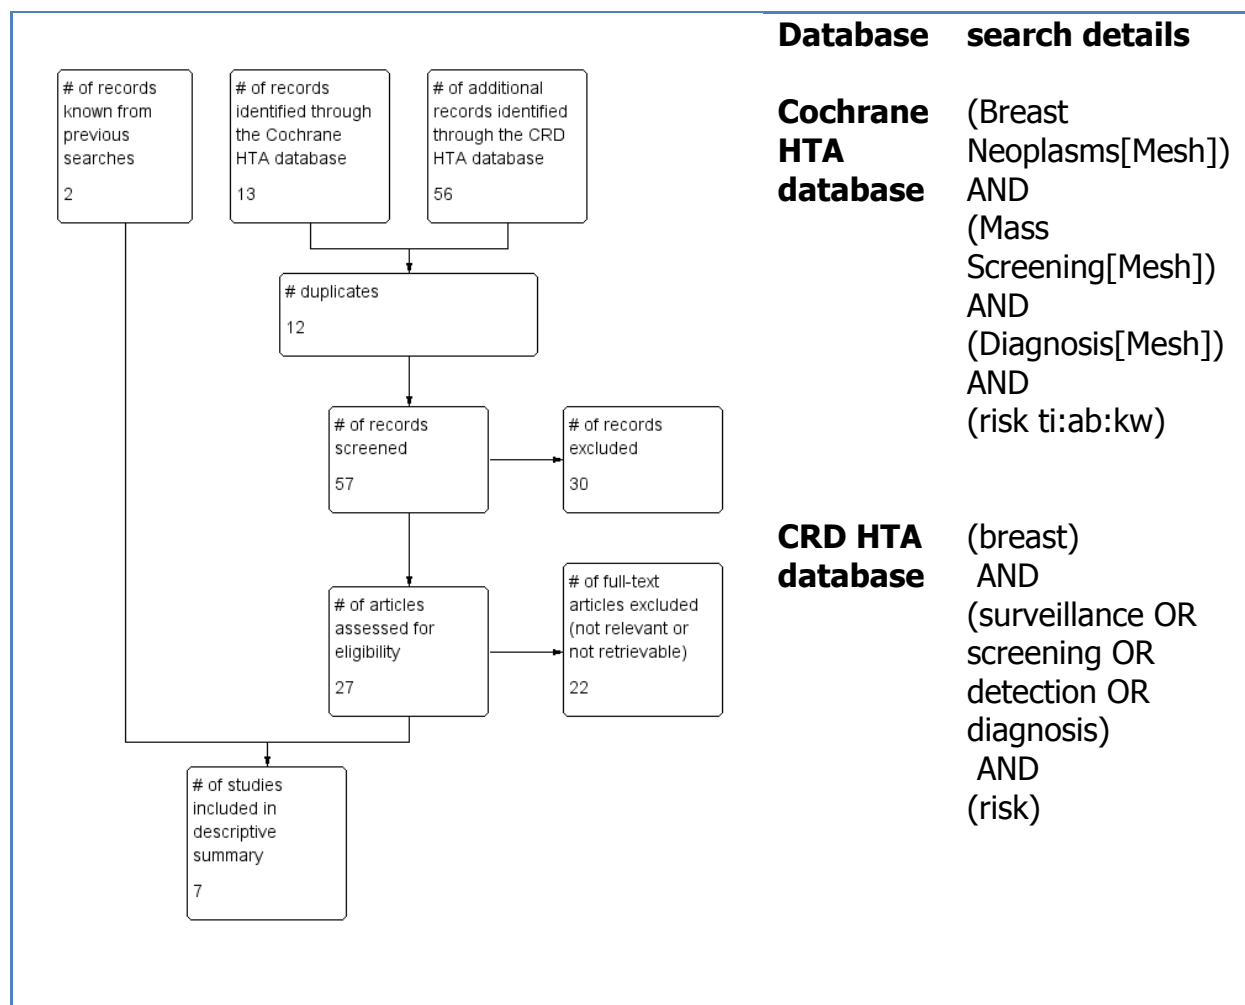 # of records
known from
previous
searches
2
# of records
identified through
the Cochrane
HTA database
13
# of additional
records identified
through the CRD
HTA database
56
# duplicates
12
# of records
screened
57
# of records
excluded
30
# of articles
assessed for
eligibility
27
# of full-text
articles excluded
(not relevant or
not retrievable)
22
# of studies
included in
descriptive
summary
7
Database search details
Cochrane
HTA
database
(Breast
Neoplasms[Mesh])
AND
(Mass
Screening[Mesh])
AND
(Diagnosis[Mesh])
AND
(risk ti:ab:kw)
CRD HTA
database
(breast)
AND
(surveillance OR
screening OR
detection OR
diagnosis)
AND
(risk)